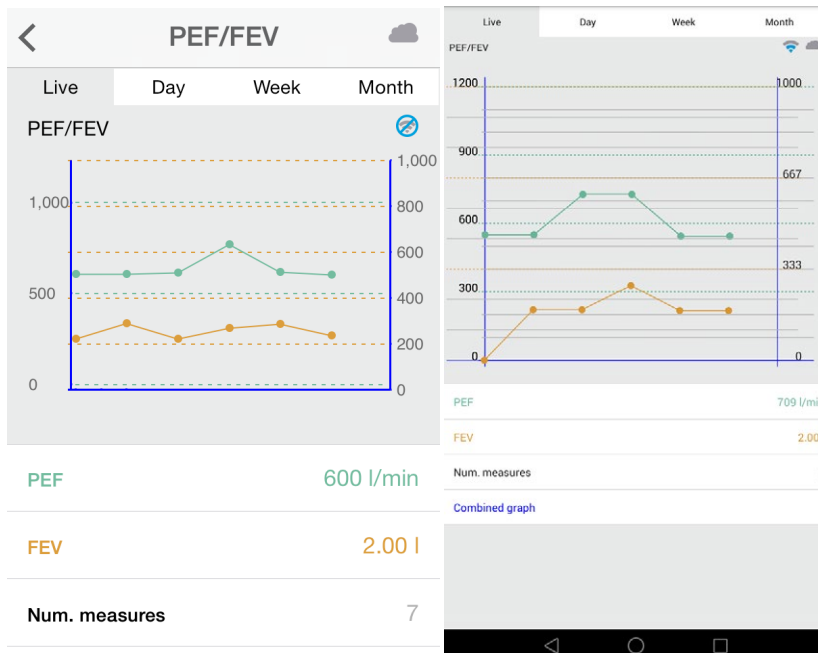 PEF/FEV
Live Day Week Month
PEF/FEV
1,000
500
0
1,000
800
600
400
200
0
PEF 600 l/min
FEV 2.00 l
Num. measures 7
Live Day Week Month
PEF/FEV
1200
900
600
300
0
1000
667
333
0
PEF 709 l/mi
FEV 2.00
Num. measures
Combined graph